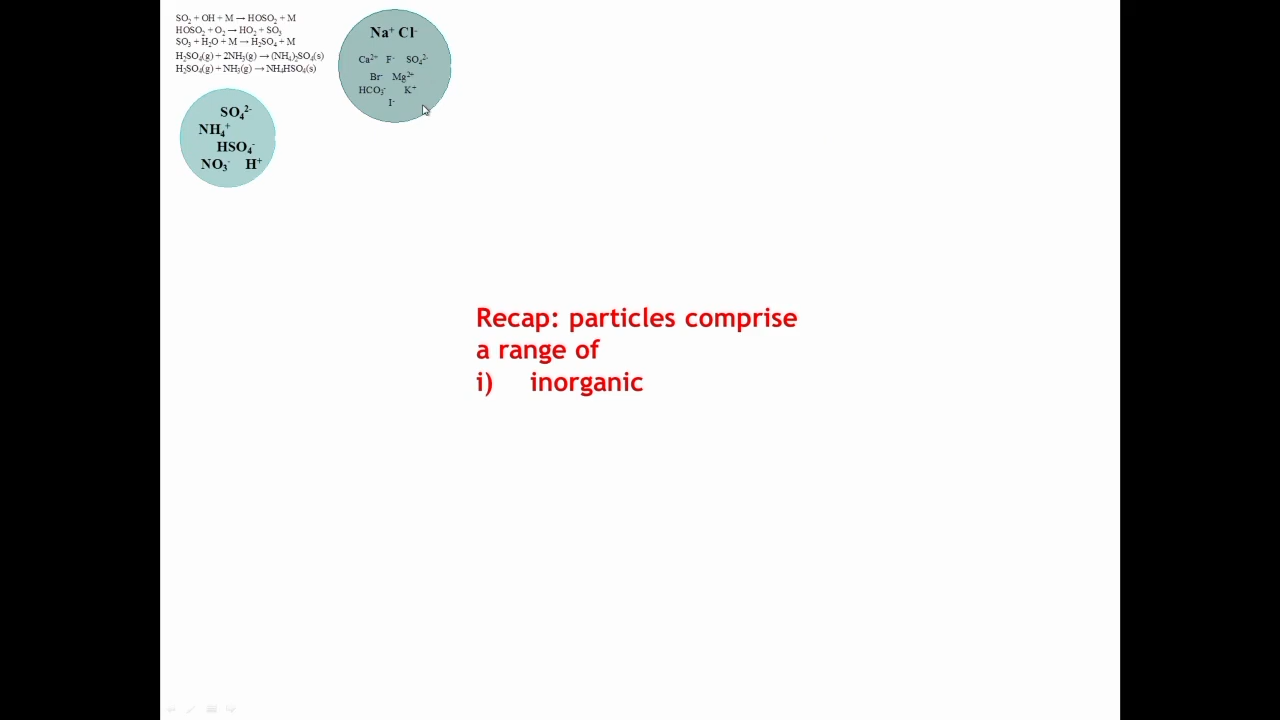 SO₂ + OH + M → HOSO₂ + M
HOSO₂ + O₂ → HO₂ + SO₃
SO₃ + H₂O + M → H₂SO₄ + M
H₂SO₄(g) + 2NH₃(g) → (NH₄)₂SO₄(s)
H₂SO₄(g) + NH₃(g) → NH₄HSO₄(s)
Na⁺ Cl⁻
Ca²⁺ F⁻ SO₄²⁻
Br⁻ Mg²⁺
HCO₃⁻ K⁺
I⁻
SO₄²⁻
NH₄⁺
HSO₄⁻
NO₃⁻ H⁺
Recap: particles comprise
a range of
i) inorganic